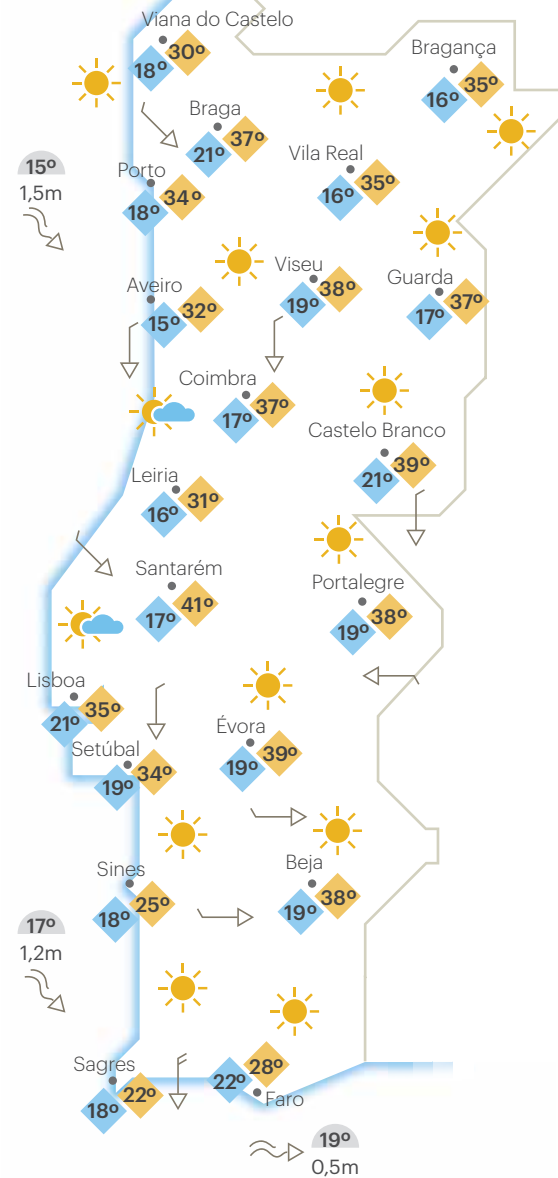 Viana do Castelo
18º 30º
Bragança
16º 35º
Braga
21º 37º
Vila Real
16º 35º
15º
1,5m
Porto
18º 34º
Viseu
19º 38º
Guarda
17º 37º
Aveiro
15º 32º
Coimbra
17º 37º
Castelo Branco
21º 39º
Leiria
16º 31º
Santarém
17º 41º
Portalegre
19º 38º
Lisboa
21º 35º
Évora
19º 39º
Setúbal
19º 34º
Sines
18º 25º
Beja
19º 38º
17º
1,2m
Sagres
18º 22º
22º 28º
Faro
19º
0,5m